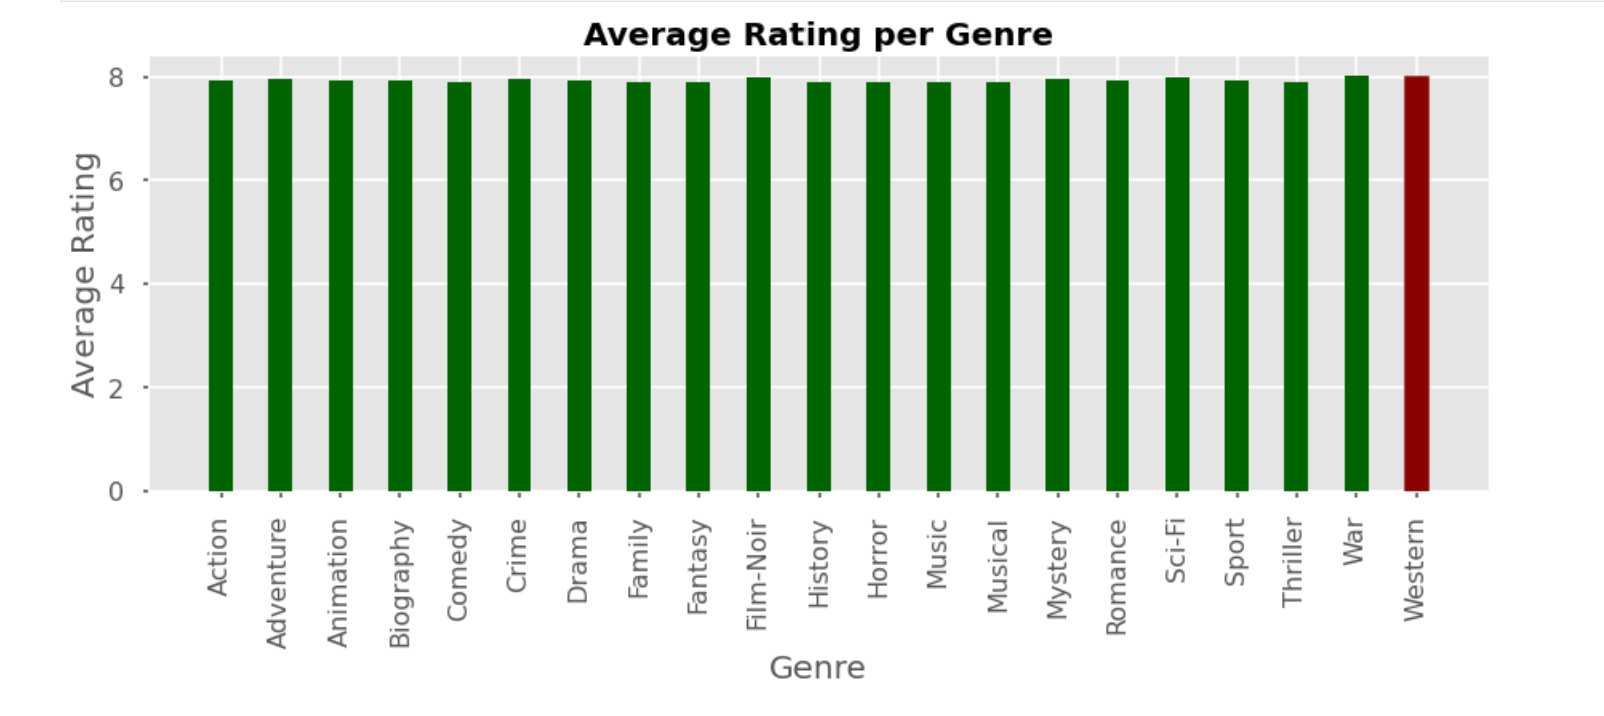 Average Rating per Genre
8
6
4
2
0
Average Rating
Action
Adventure
Animation
Biography
Comedy
Crime
Drama
Family
Fantasy
Film-Noir
History
Horror
Music
Musical
Mystery
Romance
Sci-Fi
Sport
Thriller
War
Western
Genre